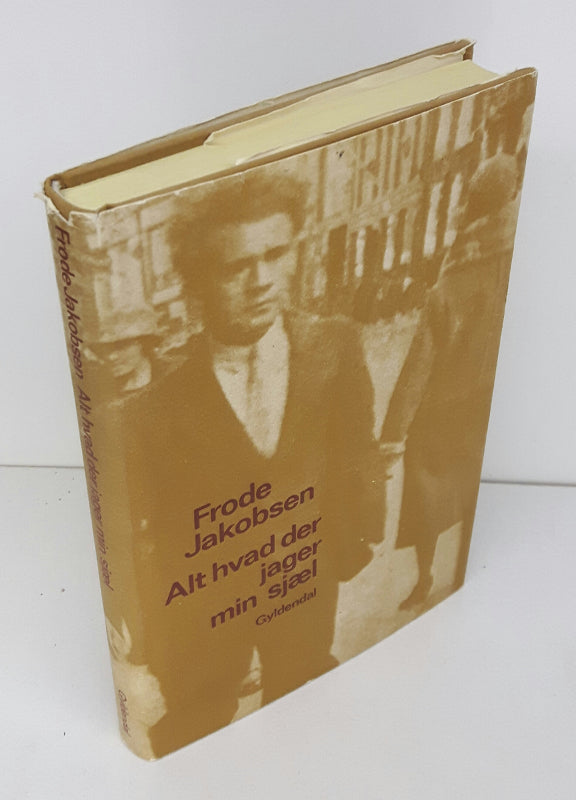 Frode
Jakobsen
Alt hvad der
jager
min sjæl
Gyldendal
Frode Jakobsen Alt hvad der jager min sjæl
Gyldendal